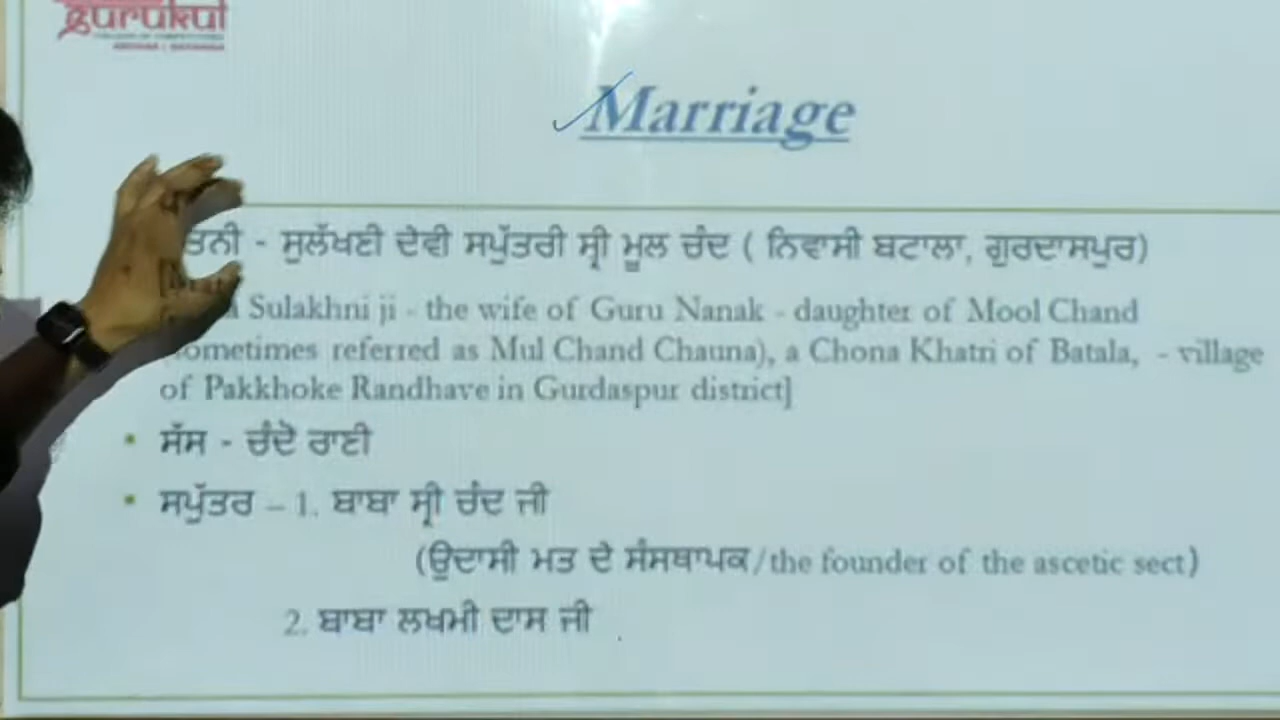 gurukul
Marriage
ਤਨੀ - ਸੁਲੱਖਣੀ ਦੇਵੀ ਸਪੁੱਤਰੀ ਸ੍ਰੀ ਮੂਲ ਚੰਦ ( ਨਿਵਾਸੀ ਬਟਾਲਾ, ਗੁਰਦਾਸਪੁਰ)
Sulakhni ji - the wife of Guru Nanak - daughter of Mool Chand
ometimes referred as Mul Chand Chauna), a Chona Khatri of Batala, - village
of Pakkhoke Randhave in Gurdaspur district]
• ਸੱਸ - ਚੰਦੋ ਰਾਣੀ
• ਸਪੁੱਤਰ – 1. ਬਾਬਾ ਸ੍ਰੀ ਚੰਦ ਜੀ
(ਉਦਾਸੀ ਮਤ ਦੇ ਸੰਸਥਾਪਕ/the founder of the ascetic sect)
2. ਬਾਬਾ ਲਖਮੀ ਦਾਸ ਜੀ